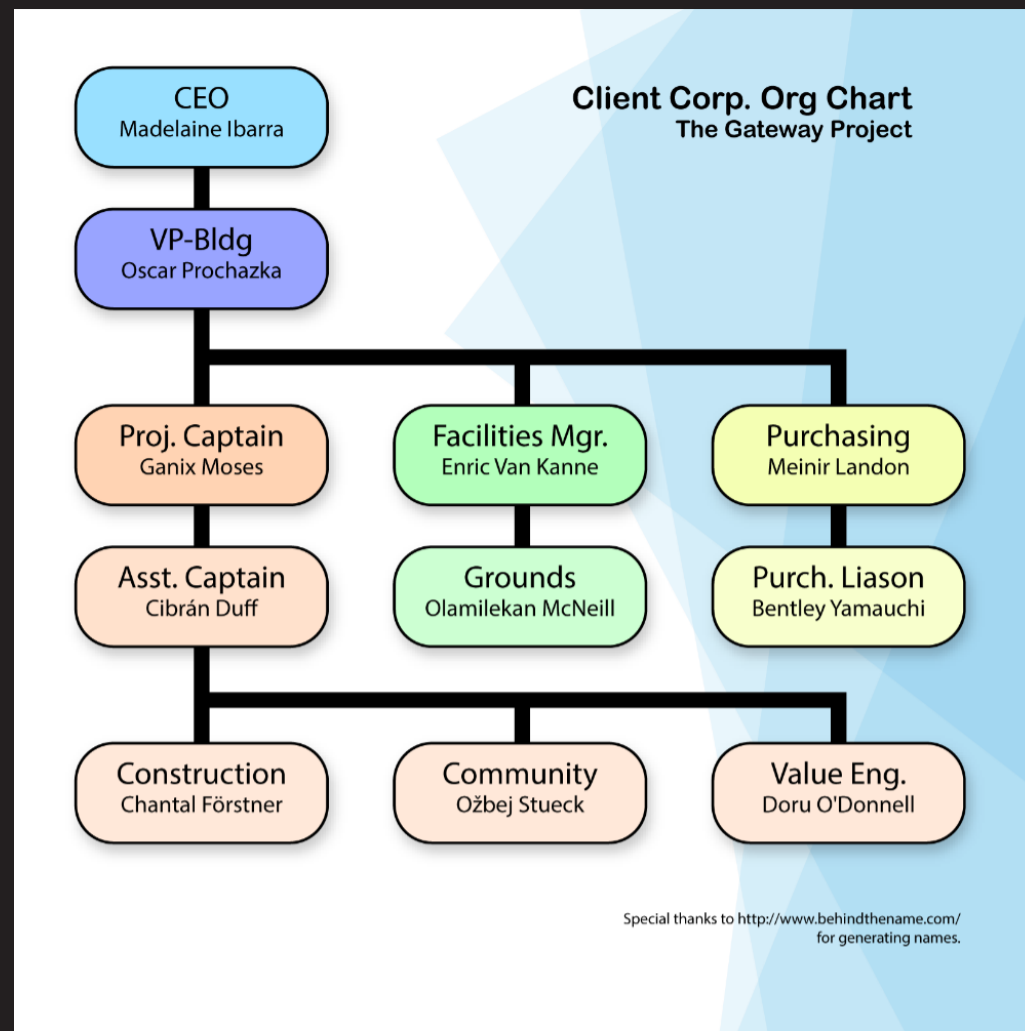 Client Corp. Org Chart
The Gateway Project
CEO
Madelaine Ibarra
VP-Bldg
Oscar Prochazka
Proj. Captain
Ganix Moses
Facilities Mgr.
Enric Van Kanne
Purchasing
Meinir Landon
Asst. Captain
Cibrán Duff
Grounds
Olamilekan McNeill
Purch. Liason
Bentley Yamauchi
Construction
Chantal Förstner
Community
Ožbej Stueck
Value Eng.
Doru O'Donnell
Special thanks to http://www.behindthename.com/
for generating names.